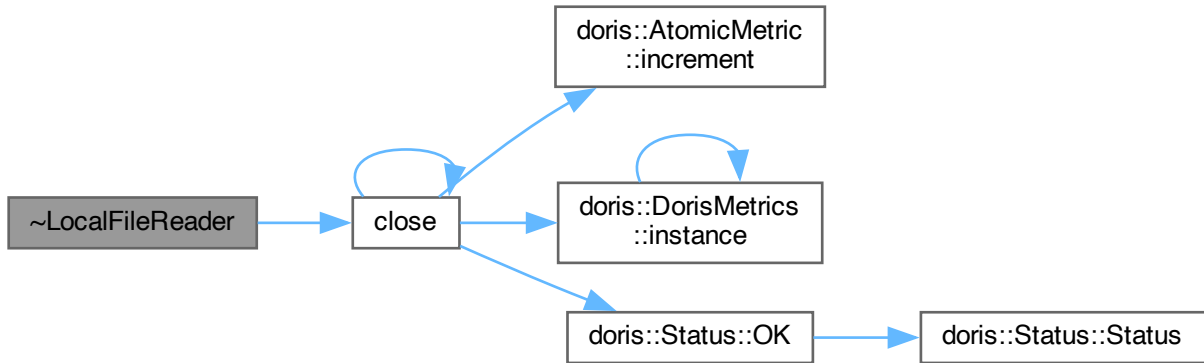 ~LocalFileReader
close
doris::AtomicMetric
::increment
doris::DorisMetrics
::instance
doris::Status::OK
doris::Status::Status